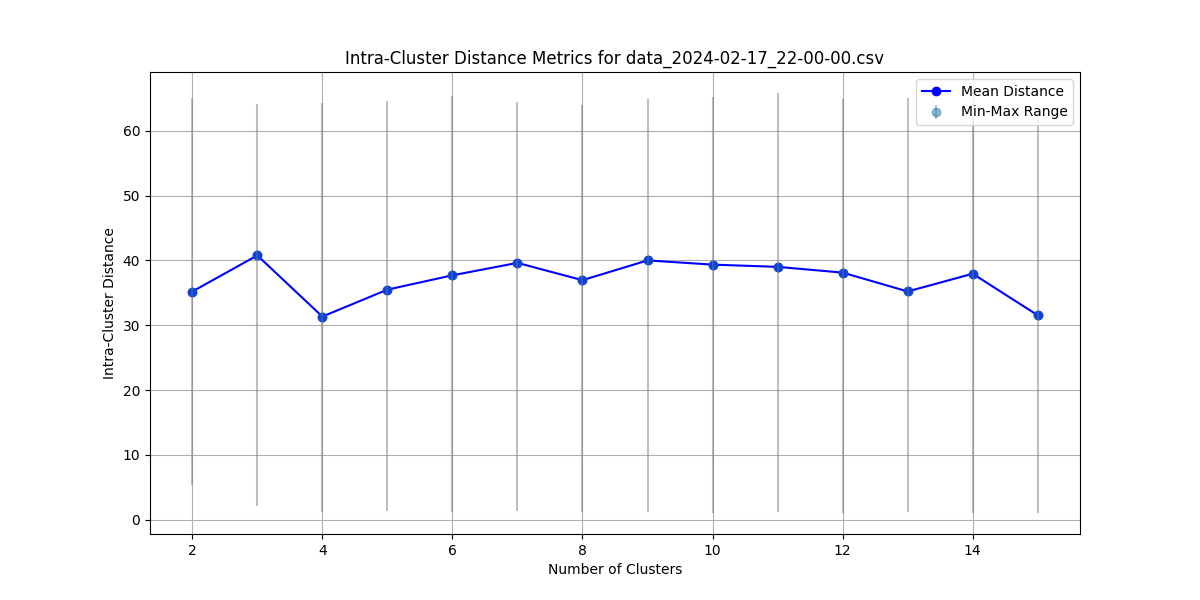 Intra-Cluster Distance Metrics for data_2024-02-17_22-00-00.csv
Mean Distance
Min-Max Range
Intra-Cluster Distance
60
50
40
30
20
10
0
2 4 6 8 10 12 14
Number of Clusters